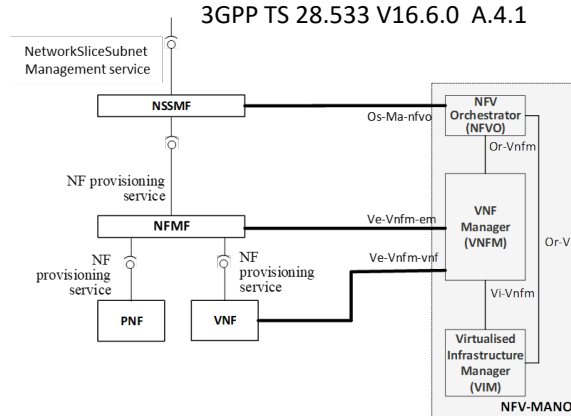 3GPP TS 28.533 V16.6.0 A.4.1
NetworkSliceSubnet
Management service
NSSMF
Os-Ma-nfvo
NFV
Orchestrator
(NFVO)
Or-Vnfm
NF provisioning
service
NFMF
Ve-Vnfm-em
VNF
Manager
(VNFM)
Or-V
NF
provisioning
service
NF
provisioning
service
Ve-Vnfm-vnf
Vi-Vnfm
PNF
VNF
Virtualised
Infrastructure
Manager
(VIM)
NFV-MANO